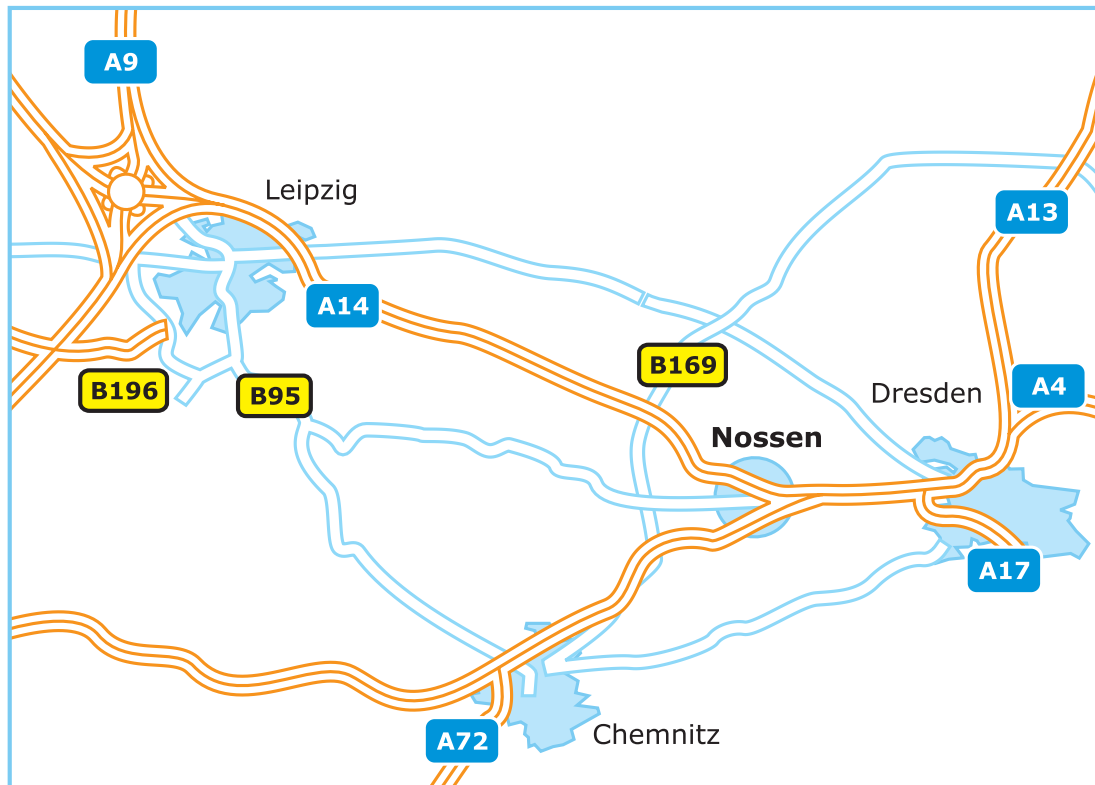 A9
Leipzig
A13
A14
B169
B196
B95
Dresden
A4
Nossen
A17
A72
Chemnitz